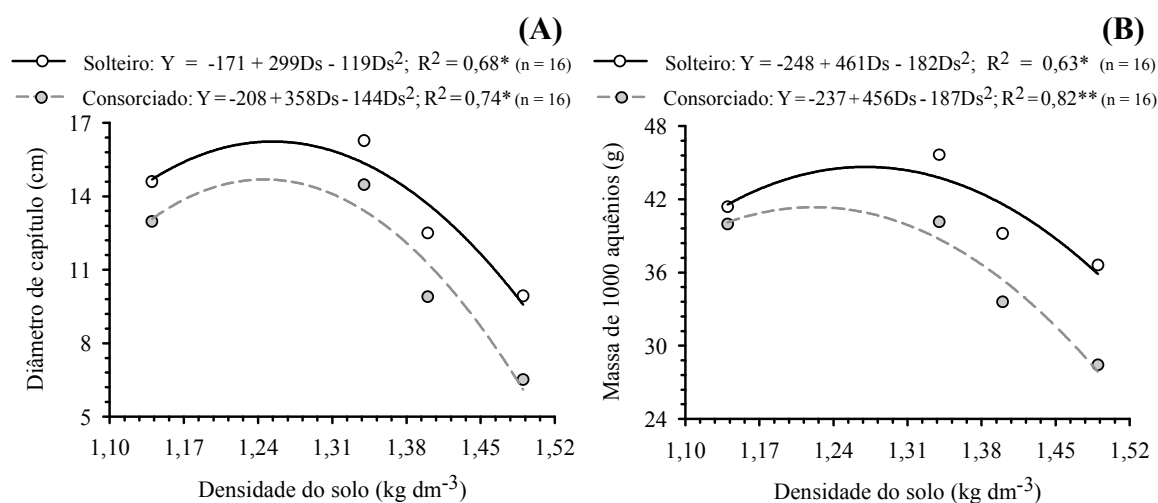 (A)
Solteiro: Y = -171 + 299Ds - 119Ds²; R² = 0,68* (n = 16)
Consorciado: Y = -208 + 358Ds - 144Ds²; R² = 0,74* (n = 16)
17
14
11
8
5
Diâmetro de capítulo (cm)
1,10 1,17 1,24 1,31 1,38 1,45 1,52
Densidade do solo (kg dm⁻³)
(B)
Solteiro: Y = -248 + 461Ds - 182Ds²; R² = 0,63* (n = 16)
Consorciado: Y = -237 + 456Ds - 187Ds²; R² = 0,82** (n = 16)
48
42
36
30
24
Massa de 1000 aquênios (g)
1,10 1,17 1,24 1,31 1,38 1,45 1,52
Densidade do solo (kg dm⁻³)